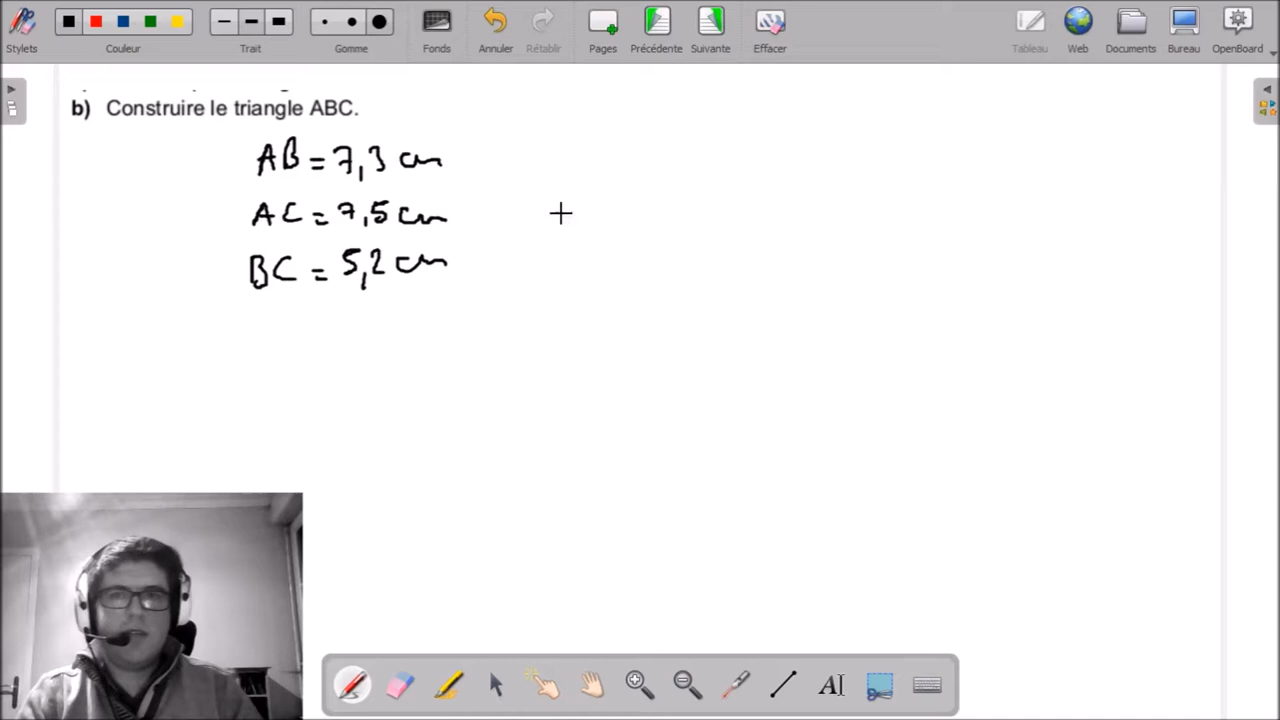 Stylets
Couleur
Trait
Gomme
Fonds
Annuler
Rétablir
Pages
Précédente
Suivante
Effacer
Tableau
Web
Documents
Bureau
OpenBoard
b) Construire le triangle ABC.
AB = 7,3 cm
AC = 7,5 cm
BC = 5,2 cm
AI